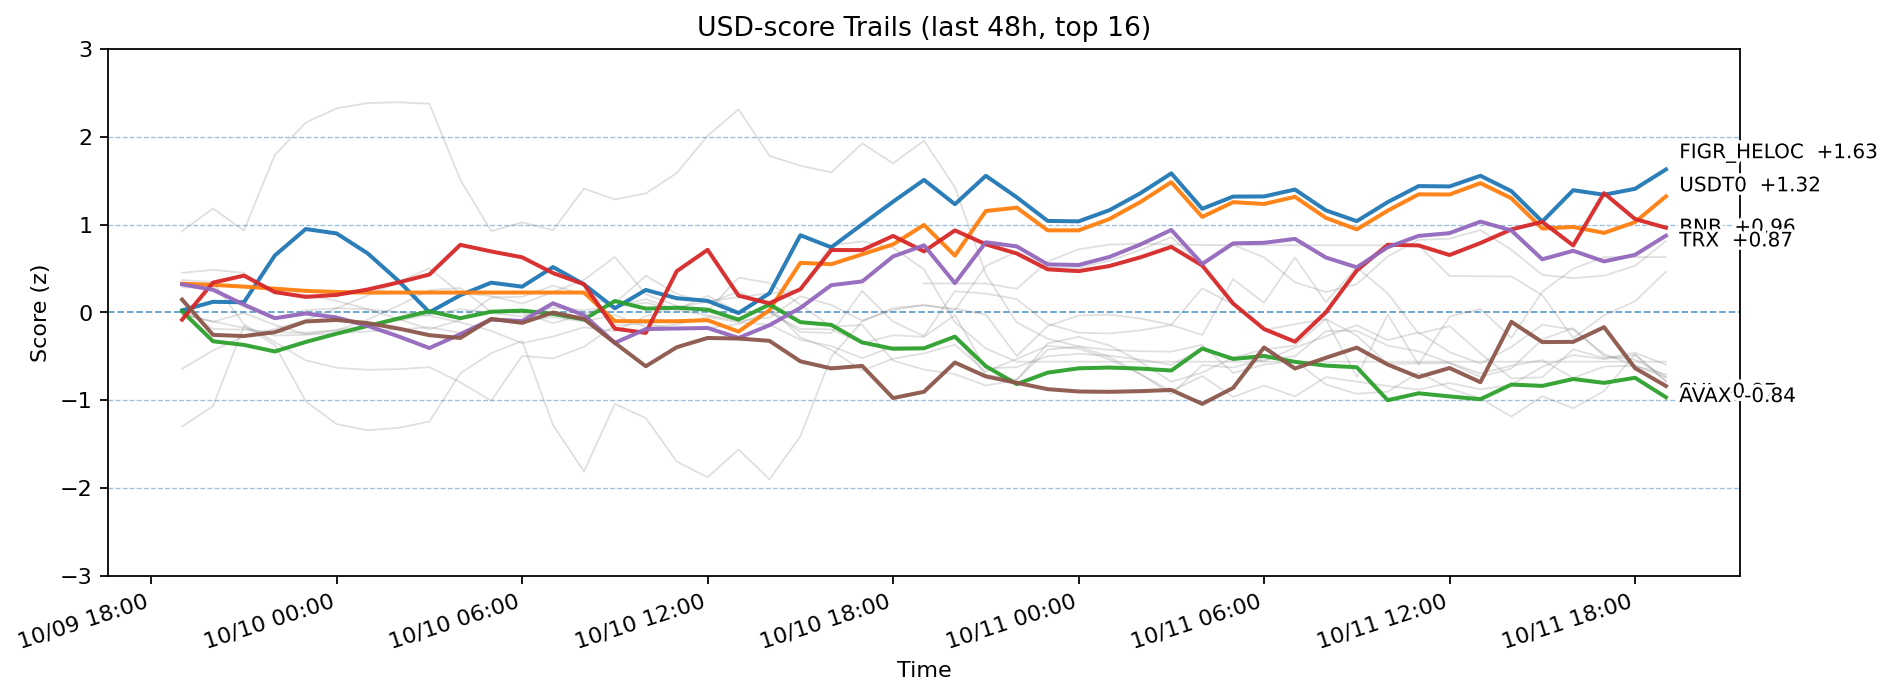 USD-score Trails (last 48h, top 16)
Score (z)
3
2
1
0
−1
−2
−3
FIGR_HELOC +1.63
USDT0 +1.32
BNB +0.96
TRX +0.87
AVAX -0.84
10/09 18:00
10/10 00:00
10/10 06:00
10/10 12:00
10/10 18:00
10/11 00:00
10/11 06:00
10/11 12:00
10/11 18:00
Time